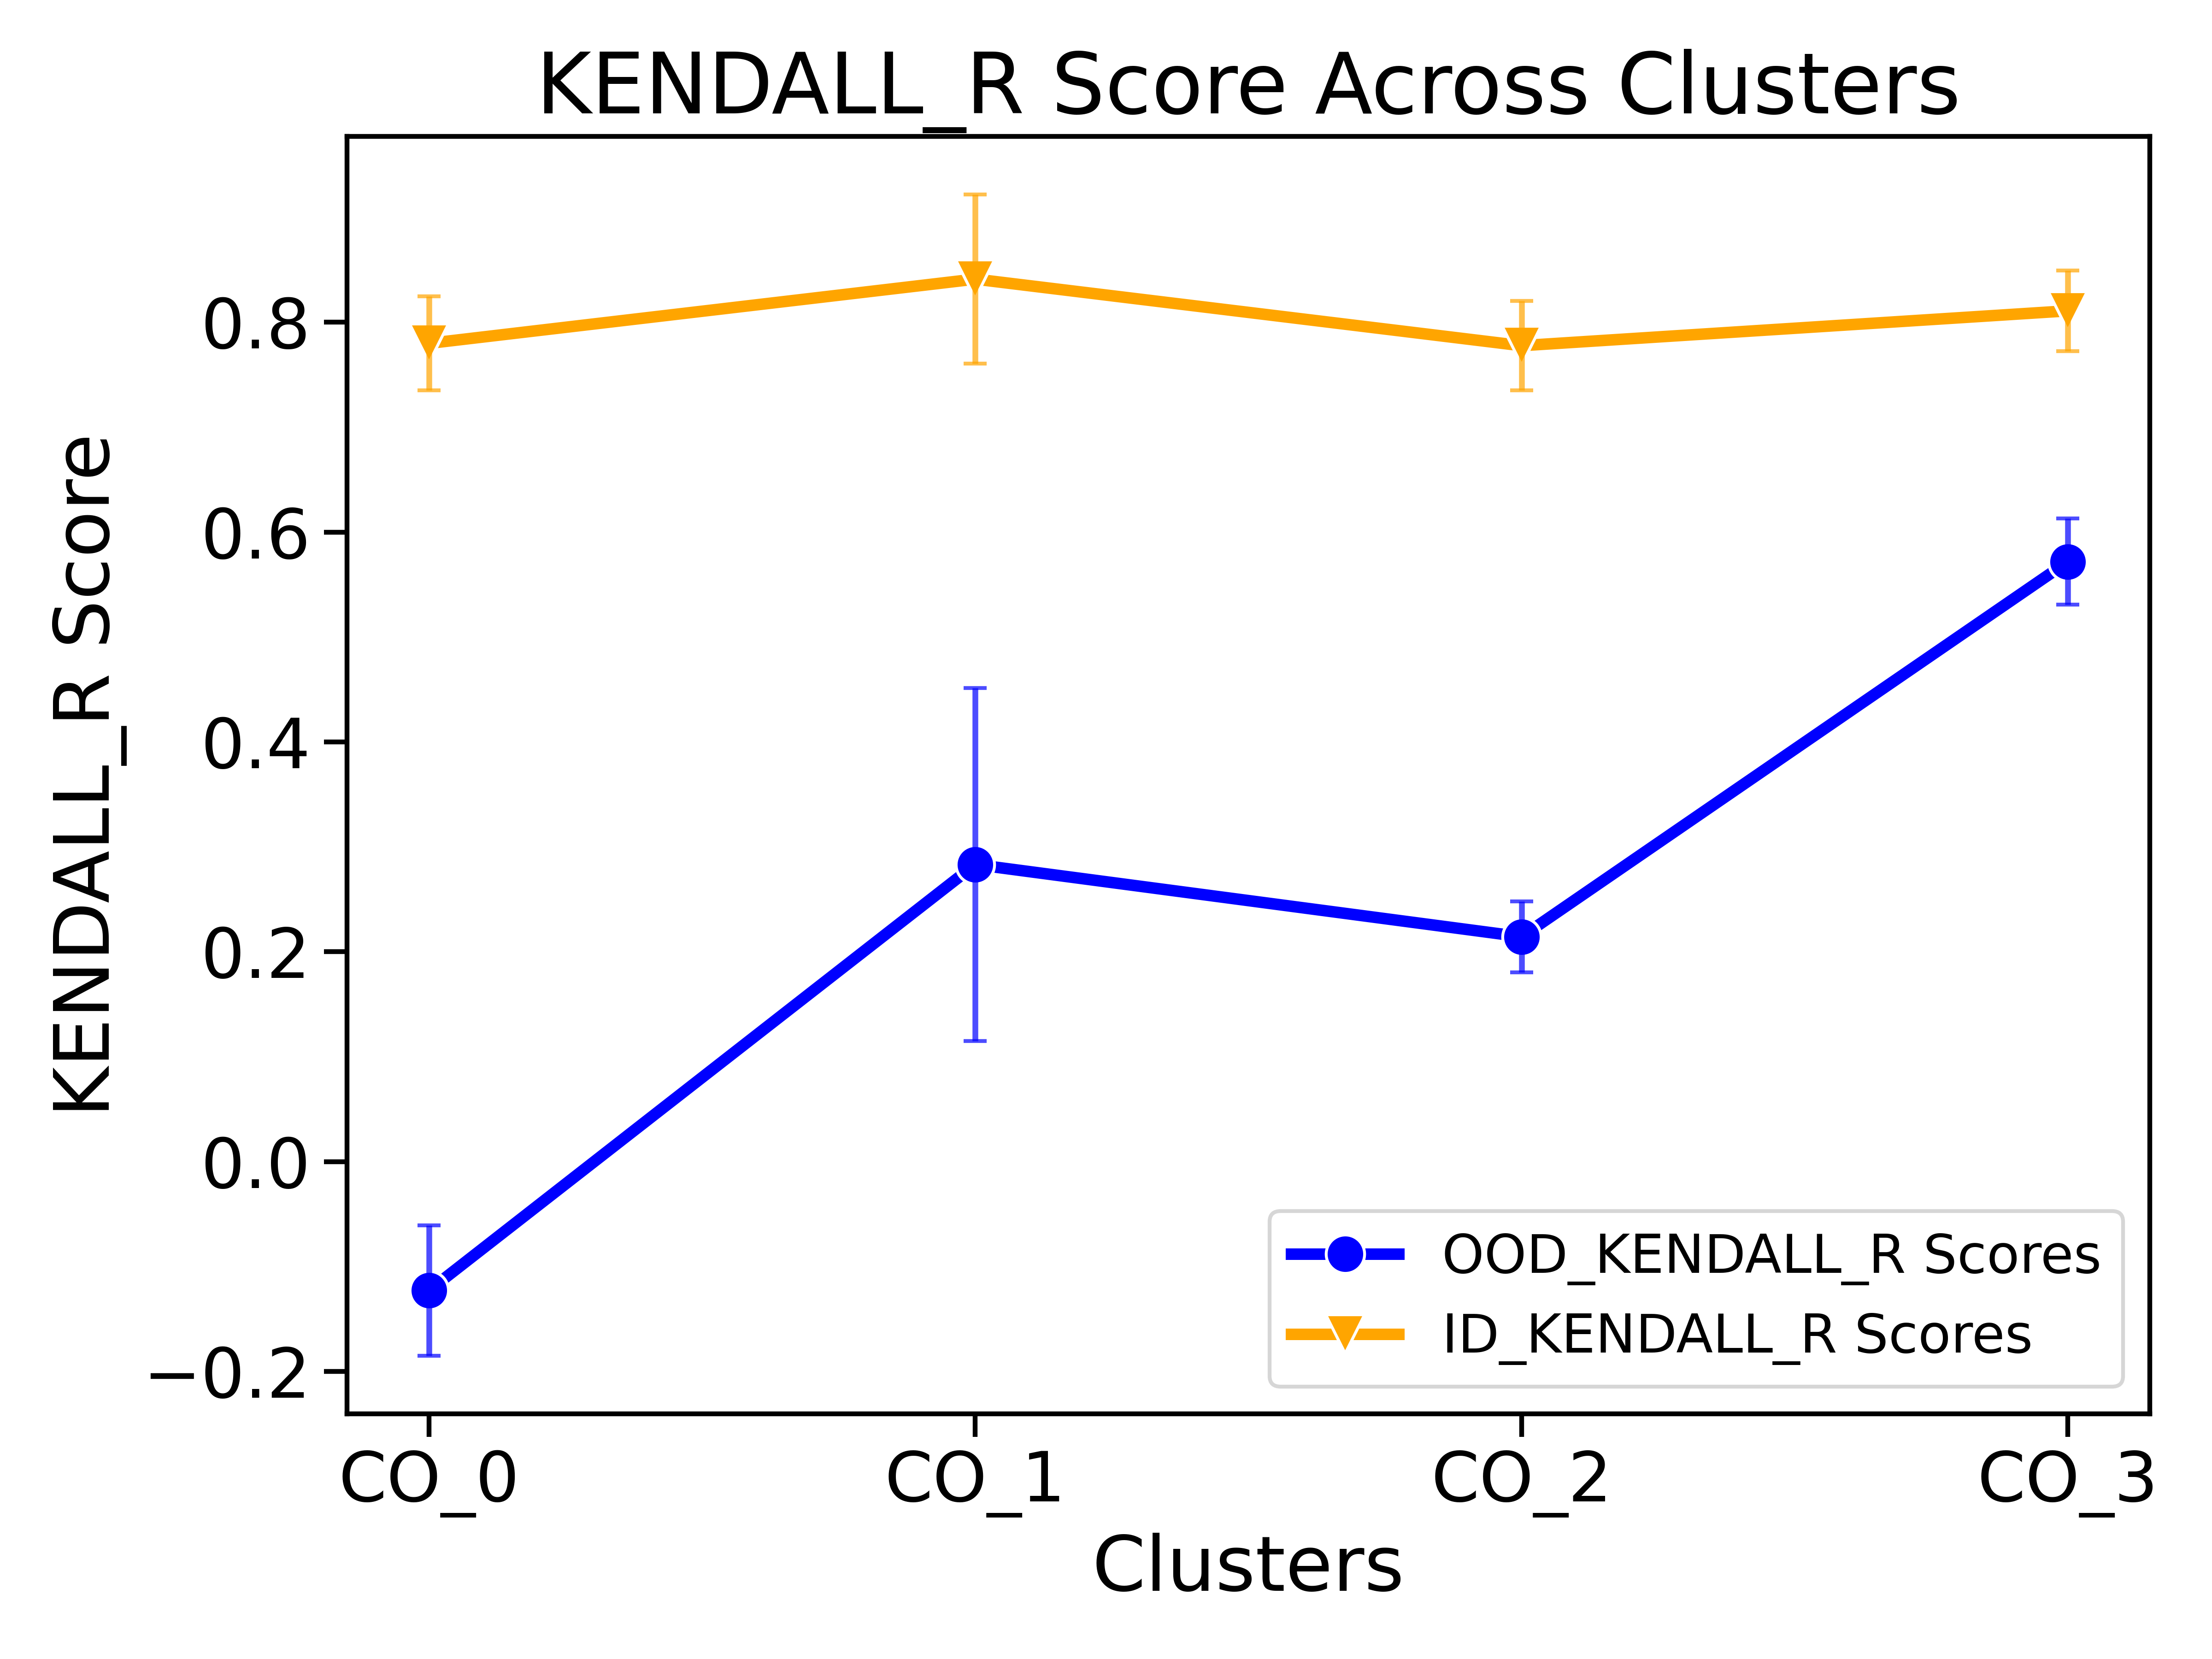 KENDALL_R Score Across Clusters
KENDALL_R Score
0.8
0.6
0.4
0.2
0.0
−0.2
OOD_KENDALL_R Scores
ID_KENDALL_R Scores
CO_0 CO_1 CO_2 CO_3
Clusters